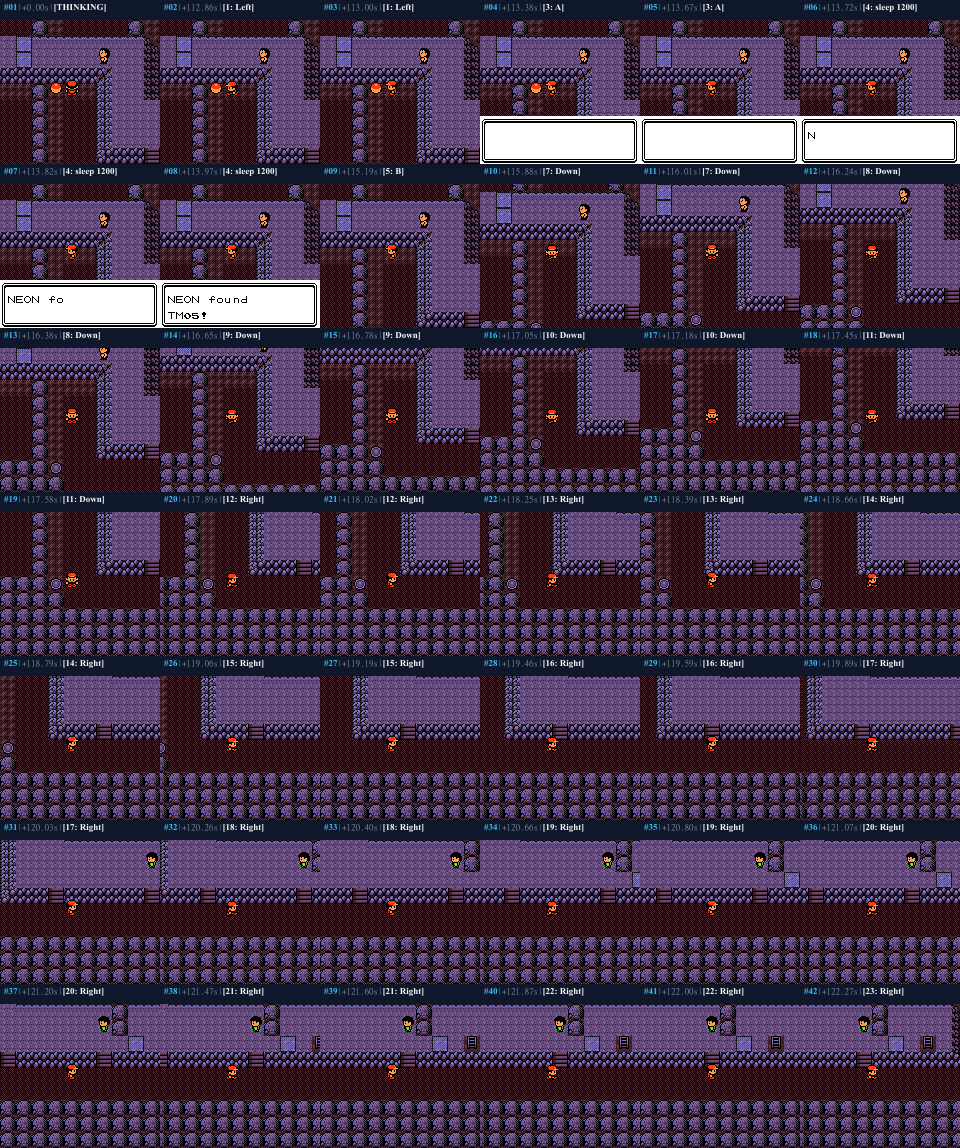 #01 | +0.00s | [THINKING]
#02 | +112.86s | [1: Left]
#03 | +113.00s | [1: Left]
#04 | +113.38s | [3: A]
#05 | +113.67s | [3: A]
#06 | +113.72s | [4: sleep 1200]
N
#07 | +113.82s | [4: sleep 1200]
#08 | +113.97s | [4: sleep 1200]
#09 | +115.19s | [5: B]
#10 | +115.88s | [7: Down]
#11 | +116.01s | [7: Down]
#12 | +116.24s | [8: Down]
NEON fo
NEON found
TM05!
#13 | +116.38s | [8: Down]
#14 | +116.65s | [9: Down]
#15 | +116.78s | [9: Down]
#16 | +117.05s | [10: Down]
#17 | +117.18s | [10: Down]
#18 | +117.45s | [11: Down]
#19 | +117.58s | [11: Down]
#20 | +117.89s | [12: Right]
#21 | +118.02s | [12: Right]
#22 | +118.25s | [13: Right]
#23 | +118.39s | [13: Right]
#24 | +118.66s | [14: Right]
#25 | +118.79s | [14: Right]
#26 | +119.06s | [15: Right]
#27 | +119.19s | [15: Right]
#28 | +119.46s | [16: Right]
#29 | +119.59s | [16: Right]
#30 | +119.89s | [17: Right]
#31 | +120.03s | [17: Right]
#32 | +120.26s | [18: Right]
#33 | +120.40s | [18: Right]
#34 | +120.66s | [19: Right]
#35 | +120.80s | [19: Right]
#36 | +121.07s | [20: Right]
#37 | +121.20s | [20: Right]
#38 | +121.47s | [21: Right]
#39 | +121.60s | [21: Right]
#40 | +121.87s | [22: Right]
#41 | +122.00s | [22: Right]
#42 | +122.27s | [23: Right]